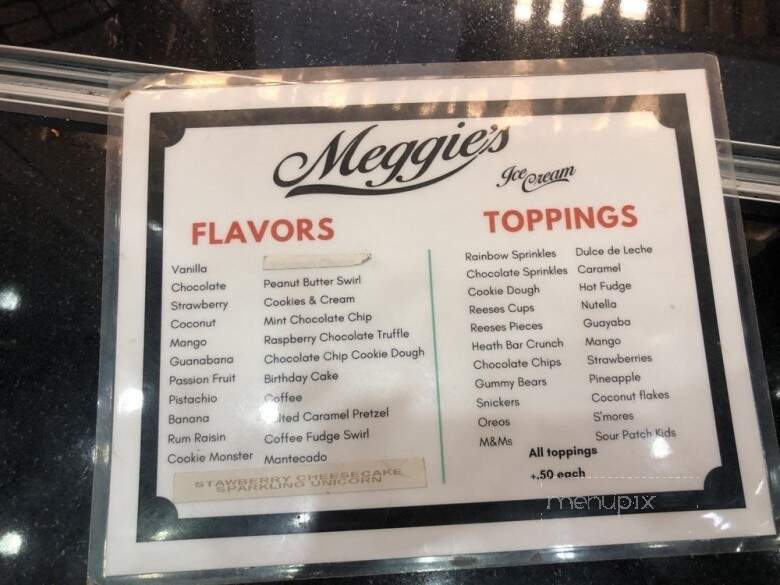 Meggie's
Ice Cream
FLAVORS
Vanilla
Chocolate
Strawberry
Coconut
Mango
Guanabana
Passion Fruit
Pistachio
Banana
Rum Raisin
Cookie Monster
Peanut Butter Swirl
Cookies & Cream
Mint Chocolate Chip
Raspberry Chocolate Truffle
Chocolate Chip Cookie Dough
Birthday Cake
Coffee
Salted Caramel Pretzel
Coffee Fudge Swirl
Mantecado
STAWBERRY CHEESECAKE
SPARKLING UNICORN
TOPPINGS
Rainbow Sprinkles
Chocolate Sprinkles
Cookie Dough
Reeses Cups
Reeses Pieces
Heath Bar Crunch
Chocolate Chips
Gummy Bears
Snickers
Oreos
M&Ms
Dulce de Leche
Caramel
Hot Fudge
Nutella
Guayaba
Mango
Strawberries
Pineapple
Coconut flakes
S'mores
Sour Patch Kids
All toppings
+.50 each
menupix